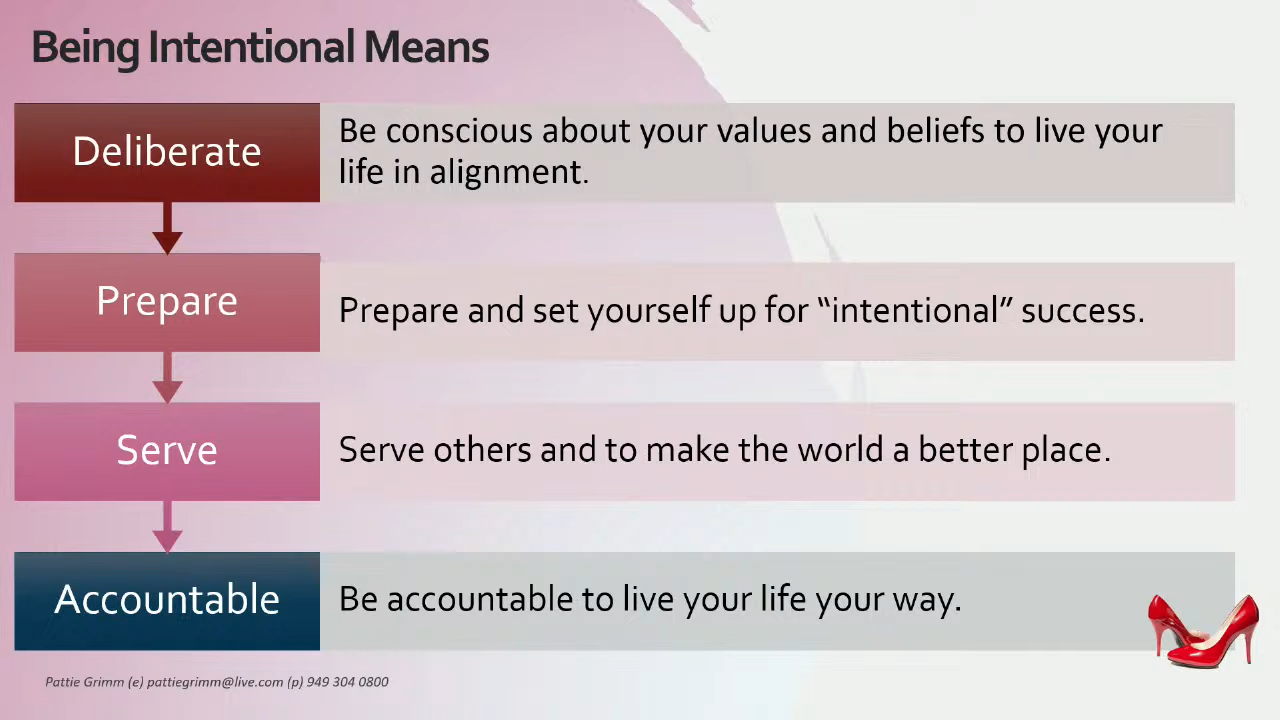 Being Intentional Means
Deliberate
Be conscious about your values and beliefs to live your
life in alignment.
Prepare
Prepare and set yourself up for “intentional” success.
Serve
Serve others and to make the world a better place.
Accountable
Be accountable to live your life your way.
Pattie Grimm (e) pattiegrimm@live.com (p) 949 304 0800